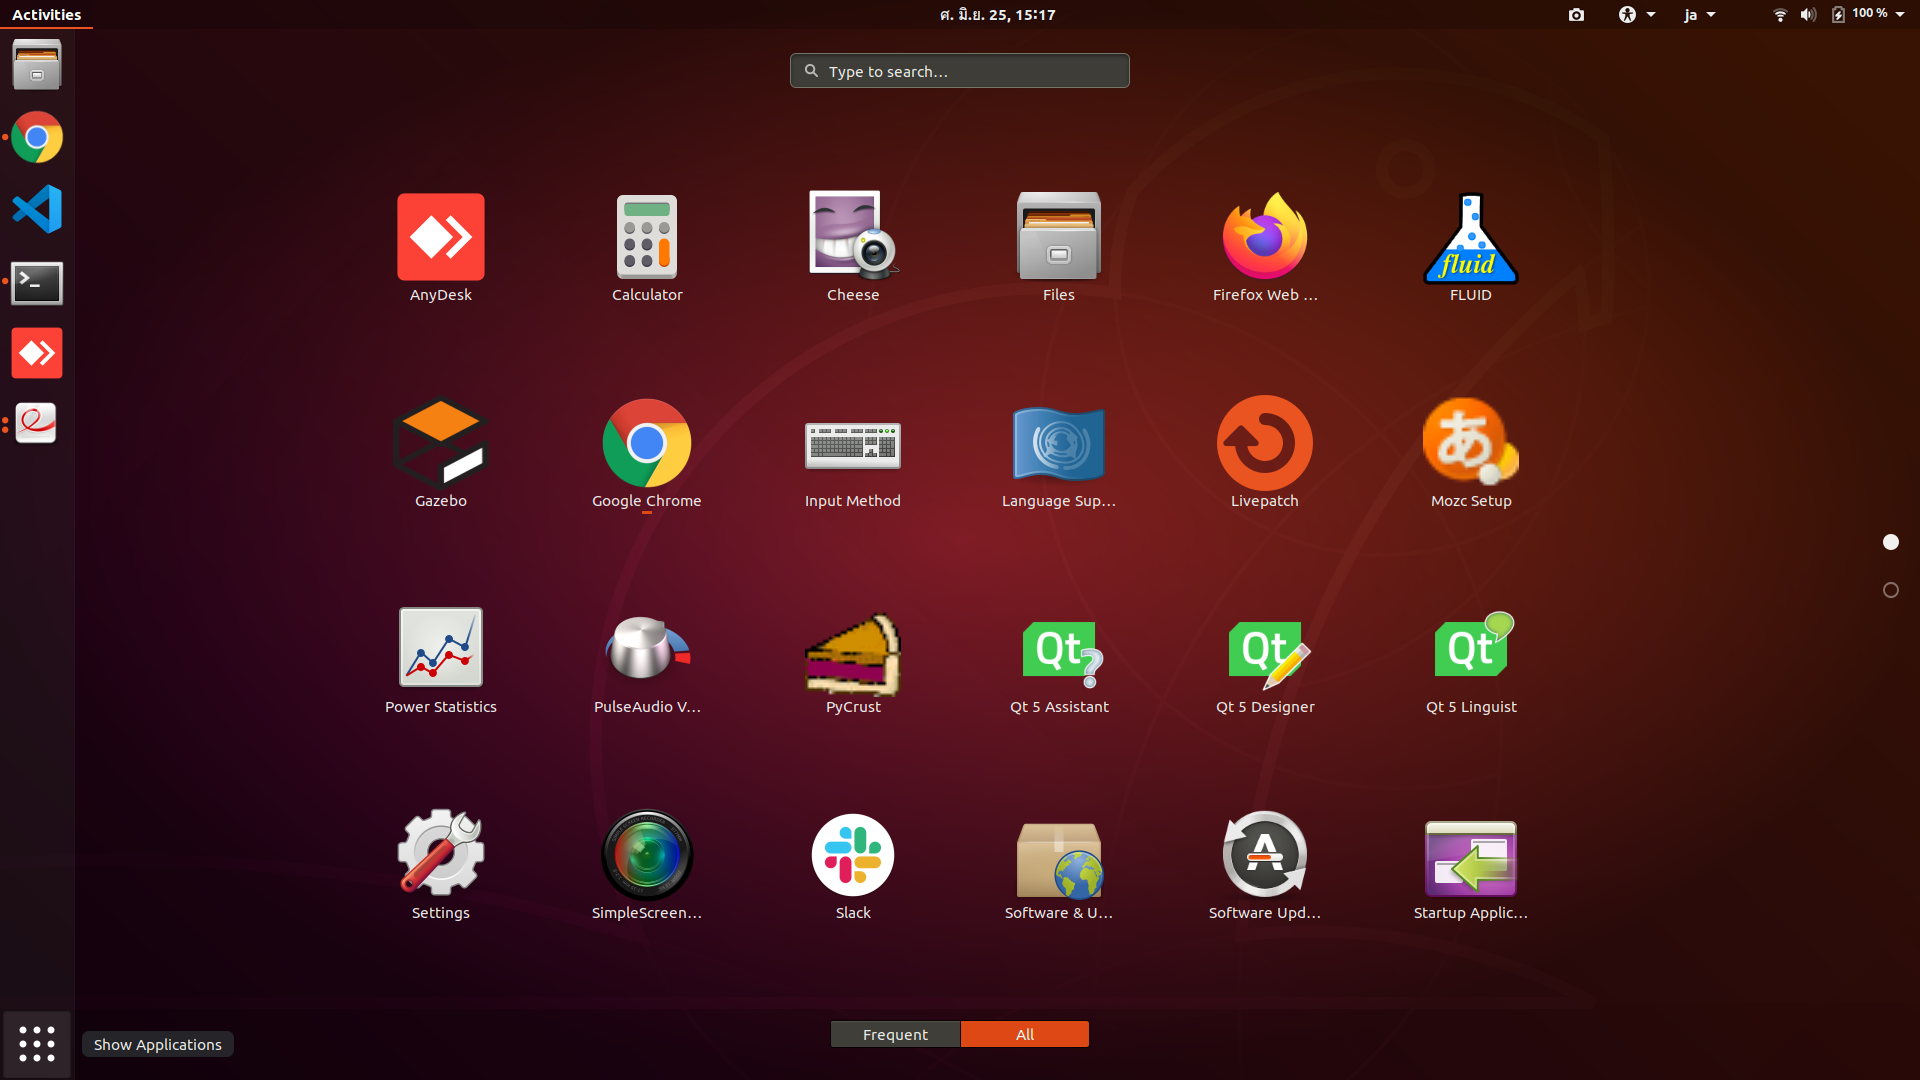 Activities
ศ. มิ.ย. 25, 15:17
ja
100 %
Type to search...
AnyDesk
Calculator
Cheese
Files
Firefox Web ...
fluid
FLUID
Gazebo
Google Chrome
Input Method
Language Sup...
Livepatch
あ
Mozc Setup
Power Statistics
PulseAudio V...
PyCrust
Qt ?
Qt 5 Assistant
Qt
Qt 5 Designer
Qt
Qt 5 Linguist
Settings
SimpleScreen...
Slack
Software & U...
A
Software Upd...
Startup Applic...
Frequent
All
Show Applications